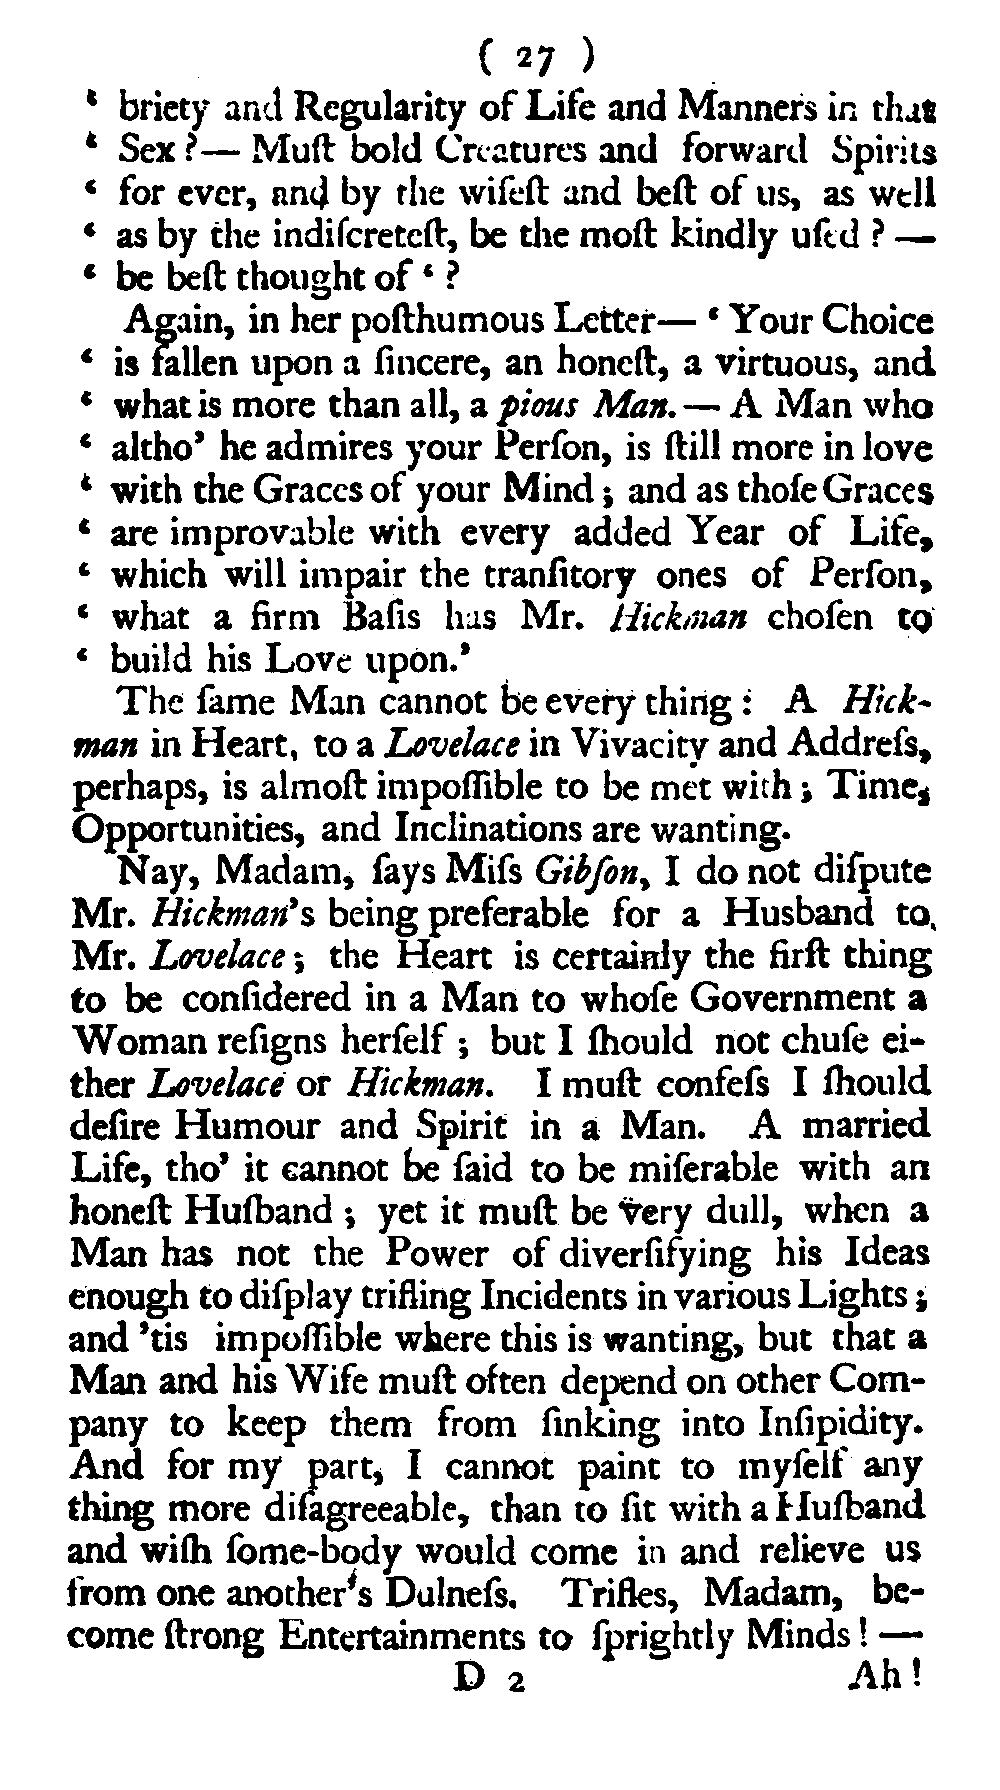 ( 27 )
‘ briety and Regularity of Life and Manners in that
‘ Sex ?— Muſt bold Creatures and forward Spirits
‘ for ever, and by the wiſeſt and beſt of us, as well
‘ as by the indiſcreteſt, be the moſt kindly uſed ? —
‘ be beſt thought of ‘ ?
Again, in her poſthumous Letter— ‘ Your Choice
‘ is fallen upon a ſincere, an honeſt, a virtuous, and
‘ what is more than all, a pious Man. — A Man who
‘ altho’ he admires your Perſon, is ſtill more in love
‘ with the Graces of your Mind ; and as thoſe Graces
‘ are improvable with every added Year of Life,
‘ which will impair the tranſitory ones of Perſon,
‘ what a firm Baſis has Mr. Hickman choſen to
‘ build his Love upon.’
The ſame Man cannot be every thing : A Hick-
man in Heart, to a Lovelace in Vivacity and Addreſs,
perhaps, is almoſt impoſſible to be met with ; Time,
Opportunities, and Inclinations are wanting.
Nay, Madam, ſays Miſs Gibſon, I do not diſpute
Mr. Hickman’s being preferable for a Husband to
Mr. Lovelace ; the Heart is certainly the firſt thing
to be conſidered in a Man to whoſe Government a
Woman reſigns herſelf ; but I ſhould not chuſe ei-
ther Lovelace or Hickman. I muſt confeſs I ſhould
deſire Humour and Spirit in a Man. A married
Life, tho’ it cannot be ſaid to be miſerable with an
honeſt Huſband ; yet it muſt be very dull, when a
Man has not the Power of diverſifying his Ideas
enough to diſplay trifling Incidents in various Lights ;
and ’tis impoſſible where this is wanting, but that a
Man and his Wife muſt often depend on other Com-
pany to keep them from ſinking into Inſipidity.
And for my part, I cannot paint to myſelf any
thing more diſagreeable, than to ſit with a Huſband
and wiſh ſome-body would come in and relieve us
from one another’s Dulneſs. Trifles, Madam, be-
come ſtrong Entertainments to ſprightly Minds ! —
D 2 Ah !